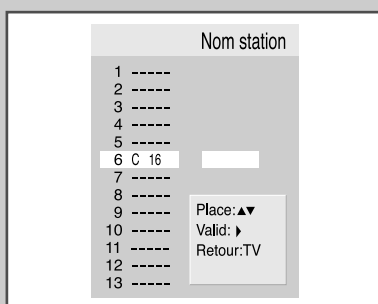 Nom station
1 -----
2 -----
3 -----
4 -----
5 -----
6 C 16
7 -----
8 -----
9 -----
10 -----
11 -----
12 -----
13 -----
Place:▲▼
Valid: ▶
Retour:TV